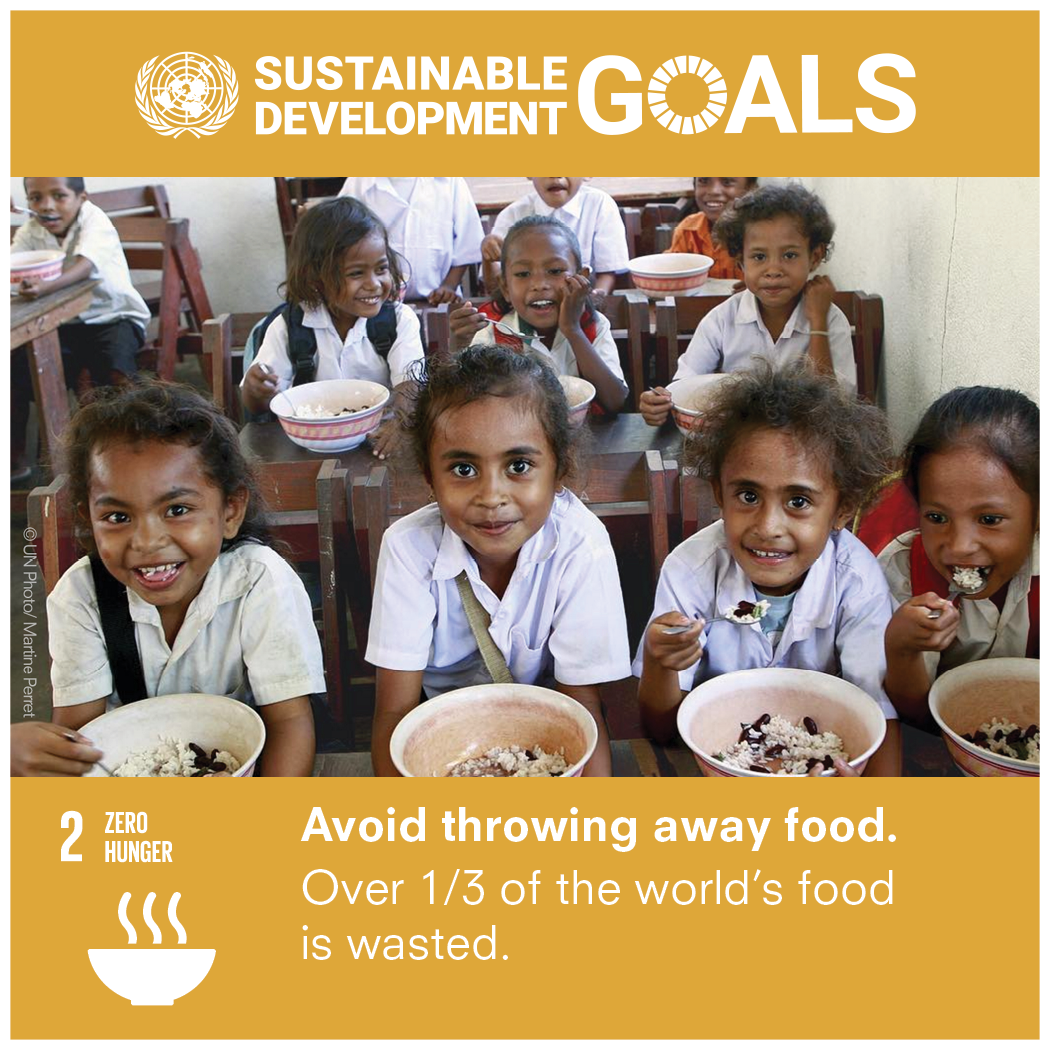 SUSTAINABLE
DEVELOPMENT
GOALS
© UN Photo/ Martine Perret
2 ZERO
HUNGER
Avoid throwing away food.
Over 1/3 of the world’s food
is wasted.